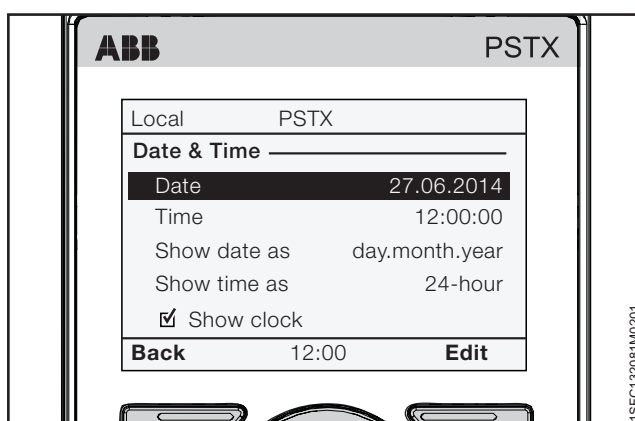 ABB PSTX
Local PSTX
Date & Time
Date 27.06.2014
Time 12:00:00
Show date as day.month.year
Show time as 24-hour
☑ Show clock
Back 12:00 Edit
1SFC132081M0201